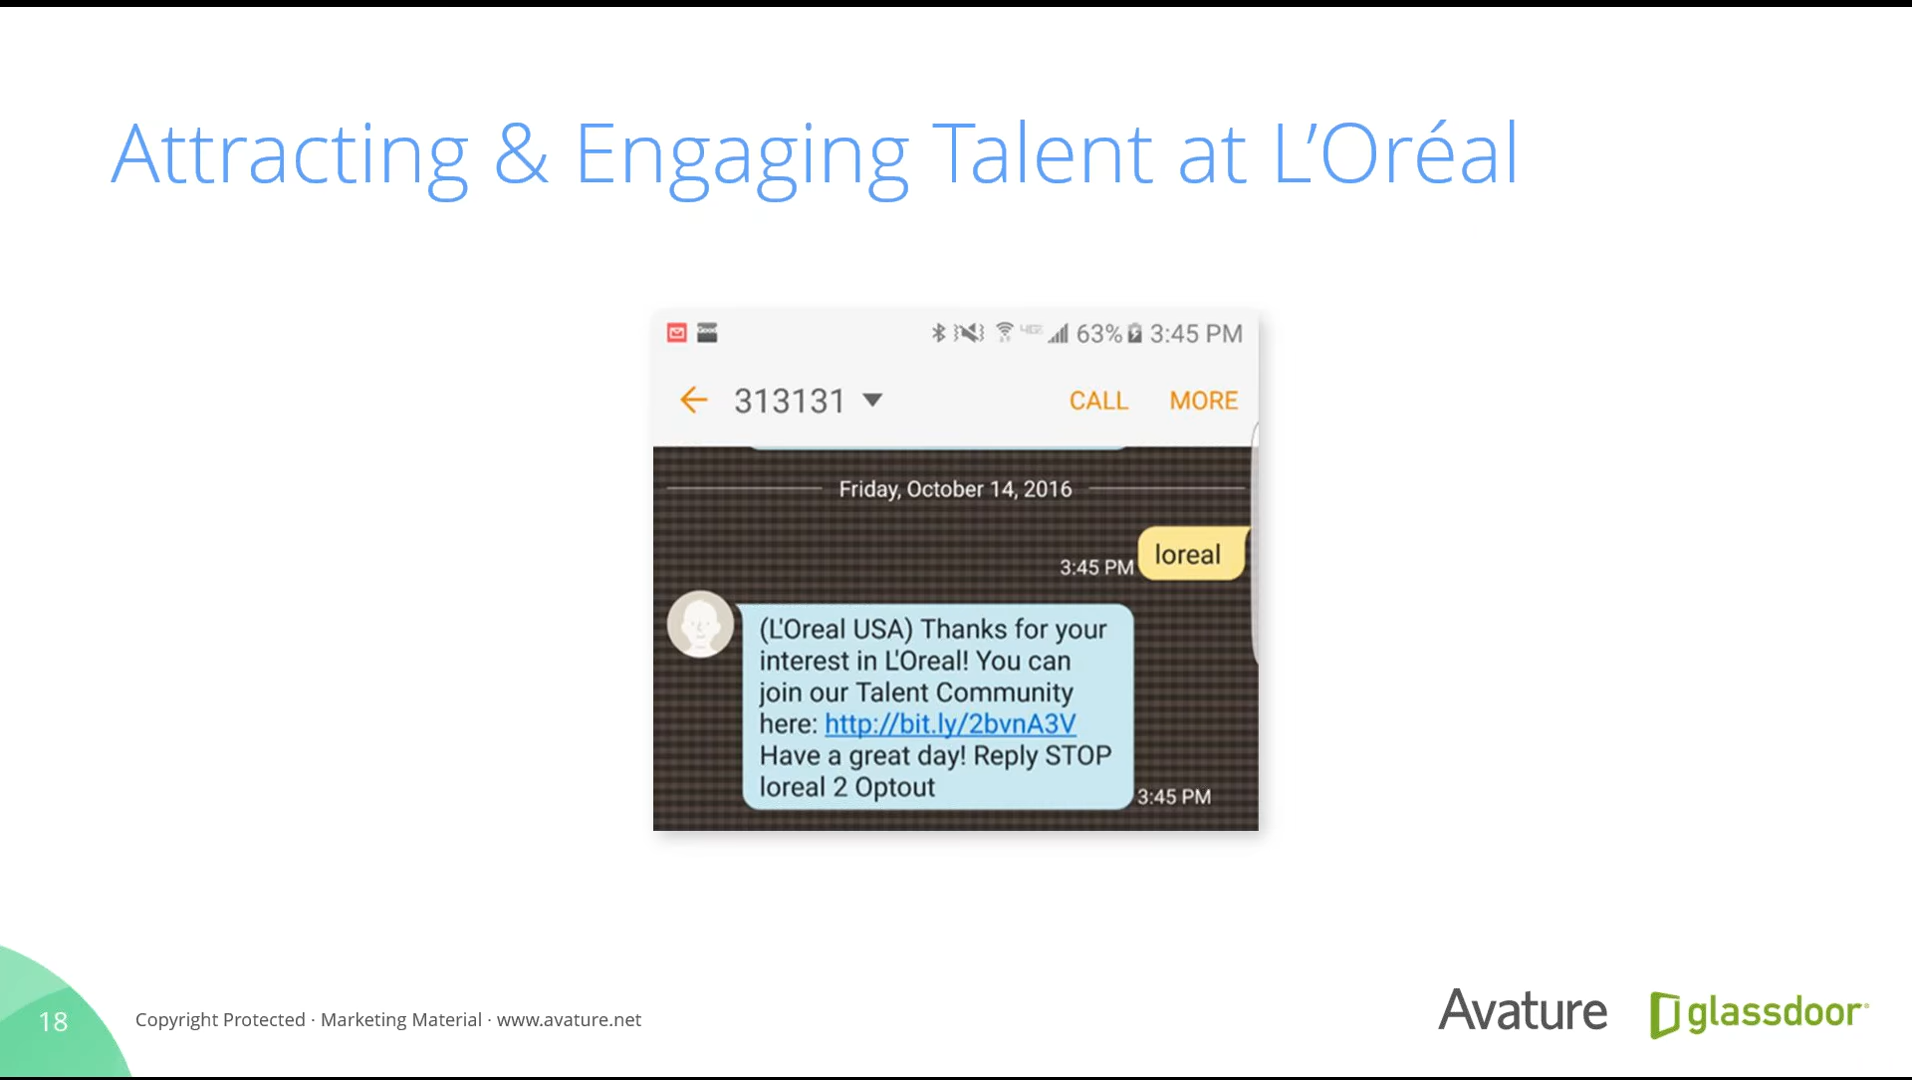 Attracting & Engaging Talent at L’Oréal
63% 3:45 PM
313131 CALL MORE
Friday, October 14, 2016
loreal
3:45 PM
(L'Oreal USA) Thanks for your
interest in L'Oreal! You can
join our Talent Community
here: http://bit.ly/2bvnA3V
Have a great day! Reply STOP
loreal 2 Optout
3:45 PM
18
Copyright Protected · Marketing Material · www.avature.net
Avature
glassdoor